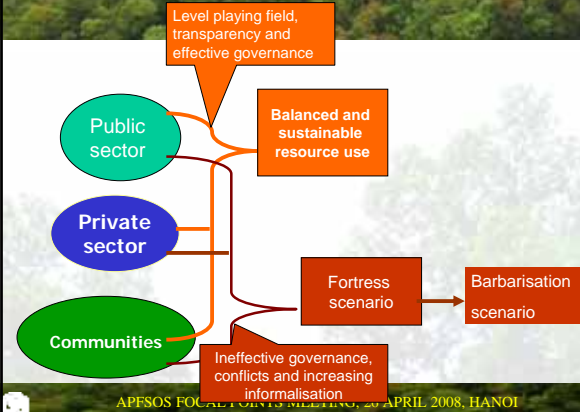 Level playing field,
transparency and
effective governance
Public
sector
Balanced and
sustainable
resource use
Private
sector
Fortress
scenario
Barbarisation
scenario
Communities
Ineffective governance,
conflicts and increasing
informalisation
APFSOS FOCAL POINTS MEETING, 28 APRIL 2008, HANOI